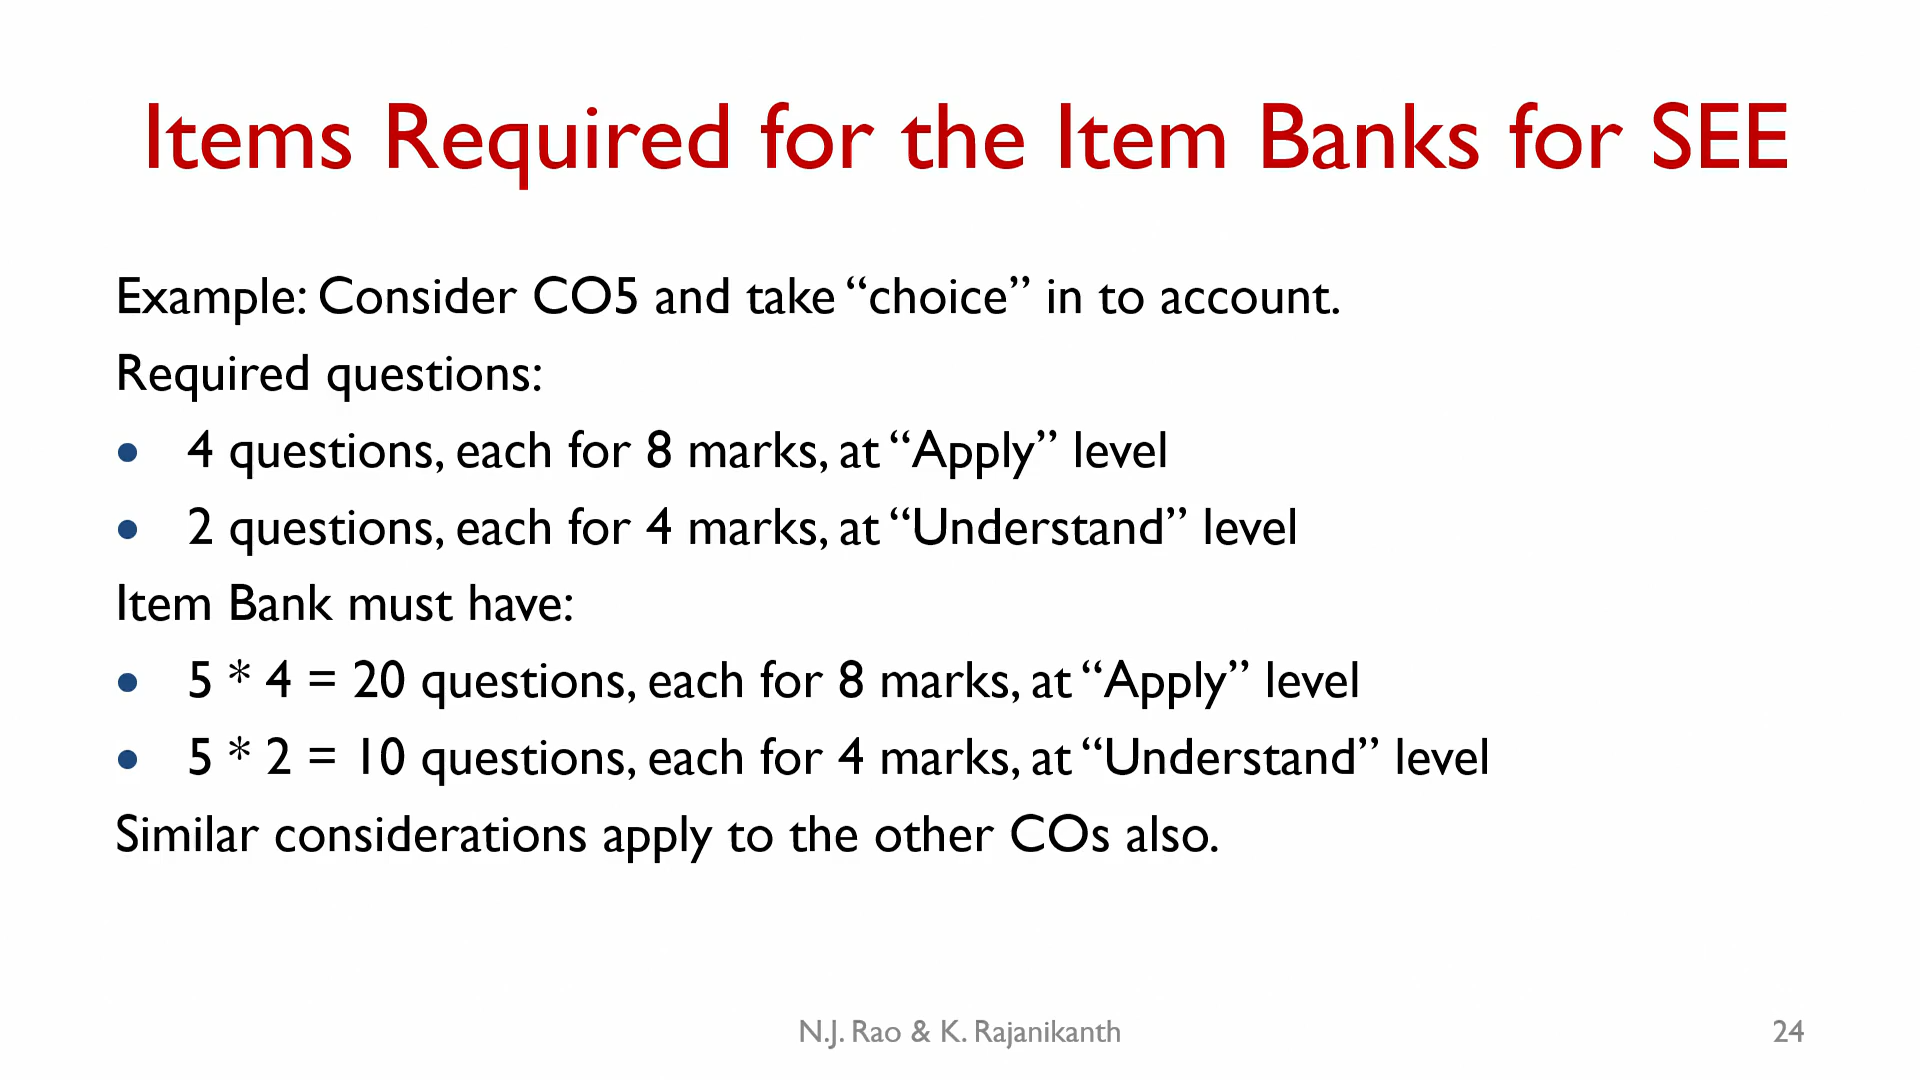 Items Required for the Item Banks for SEE
Example: Consider CO5 and take “choice” in to account.
Required questions:
• 4 questions, each for 8 marks, at “Apply” level
• 2 questions, each for 4 marks, at “Understand” level
Item Bank must have:
• 5 * 4 = 20 questions, each for 8 marks, at “Apply” level
• 5 * 2 = 10 questions, each for 4 marks, at “Understand” level
Similar considerations apply to the other COs also.
N.J. Rao & K. Rajanikanth
24